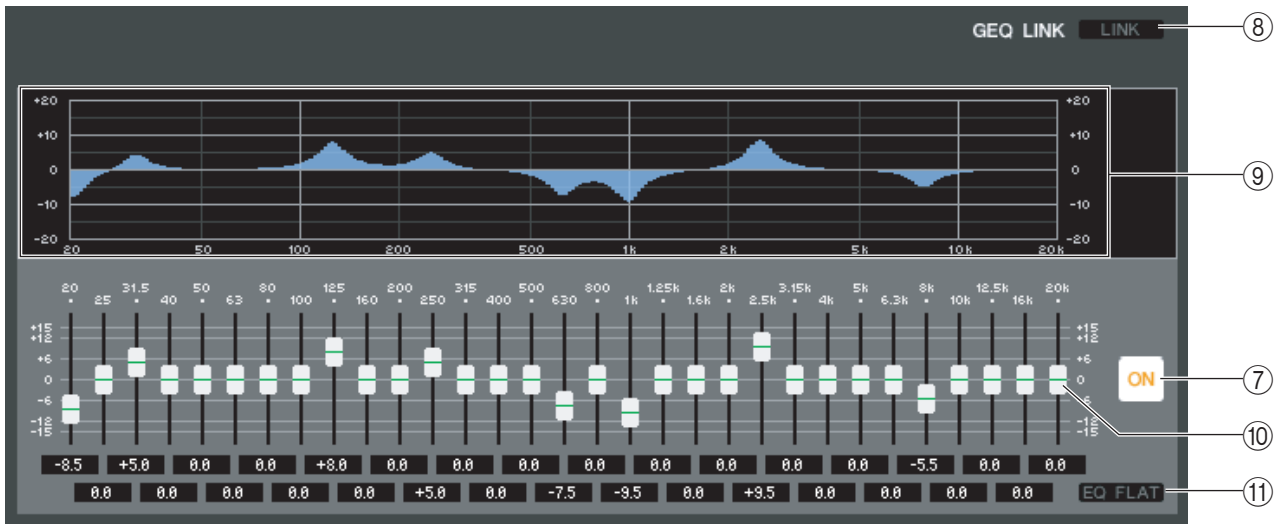 GEQ LINK LINK ⑧
+20 +20
+10 +10
0 0 ⑨
-10 -10
-20 -20
20 50 100 200 500 1k 2k 5k 10k 20k
20 31.5 50 80 125 200 315 500 800 1.25k 2k 3.15k 5k 8k 12.5k 20k
25 40 63 100 160 250 400 630 1k 1.6k 2.5k 4k 6.3k 10k 16k
+15 +15
+12 +12
+6 +6
0 0 ON ⑦
-6 -6
-12 -12 ⑩
-15 -15
-8.5 +5.0 0.0 0.0 +8.0 0.0 0.0 0.0 0.0 0.0 0.0 0.0 0.0 -5.5 0.0 0.0
0.0 0.0 0.0 0.0 0.0 +5.0 0.0 -7.5 -9.5 0.0 +9.5 0.0 0.0 0.0 0.0 EQ FLAT ⑪